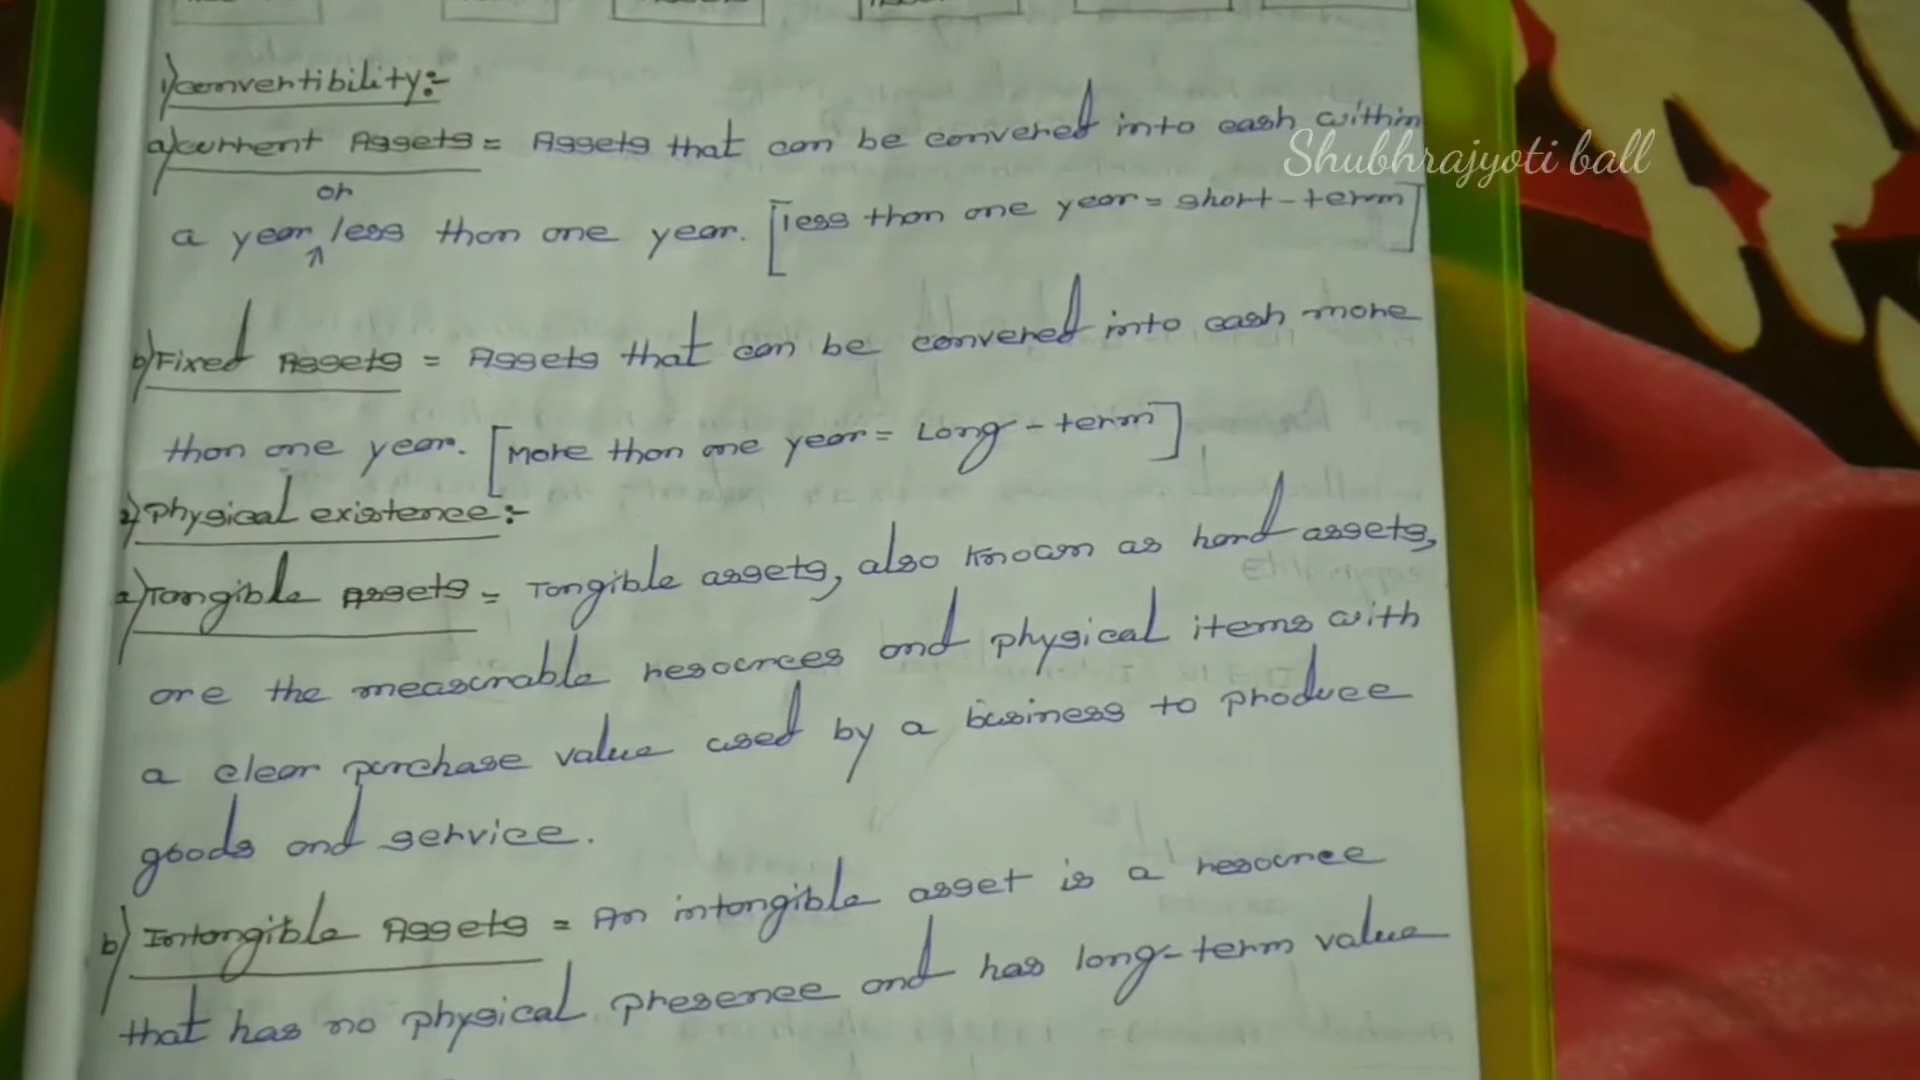 1) convertibility:-
a) current Assets = Assets that can be convered into cash within
or
a year less than one year. [less than one year = short-term]
b) Fixed Assets = Assets that can be convered into cash more
than one year. [More than one year = Long-term]
2) Physical existence:-
a) Tangible Assets = Tangible assets, also known as hard assets,
are the measurable resources and physical items with
a clear purchase value used by a business to produce
goods and service.
b) Intangible Assets = An intangible asset is a resource
that has no physical presence and has long-term value
Shubhrajyoti ball